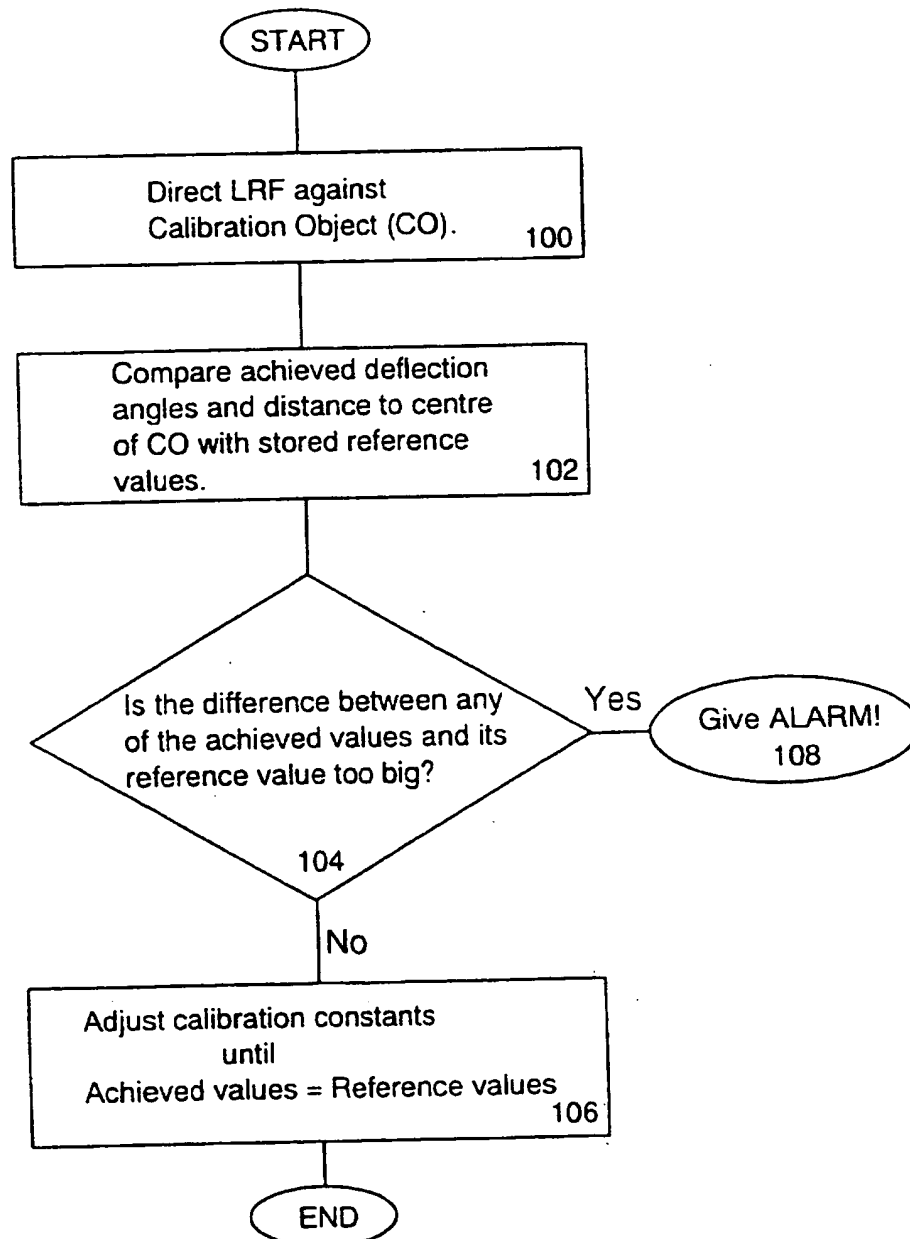 START
Direct LRF against
Calibration Object (CO).
100
Compare achieved deflection
angles and distance to centre
of CO with stored reference
values.
102
Is the difference between any
of the achieved values and its
reference value too big?
104
Yes
Give ALARM!
108
No
Adjust calibration constants
until
Achieved values = Reference values
106
END